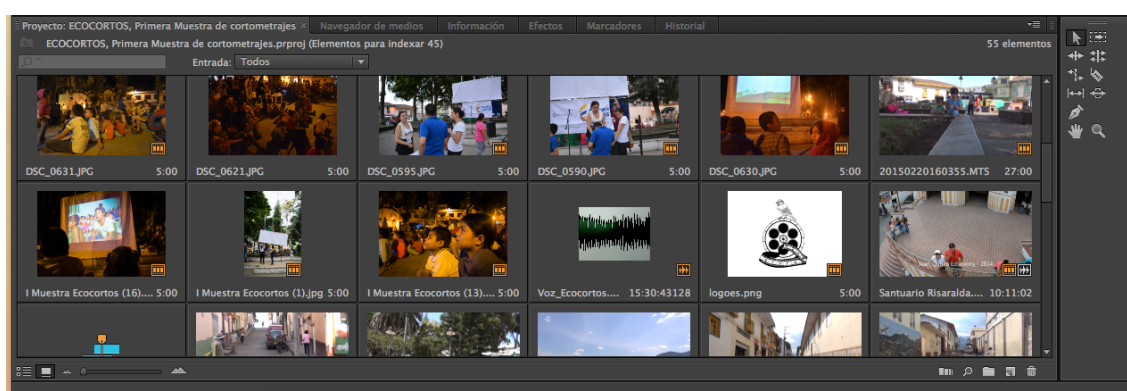 Proyecto: ECOCORTOS, Primera Muestra de cortometrajes × Navegador de medios Información Efectos Marcadores Historial
ECOCORTOS, Primera Muestra de cortometrajes.prproj (Elementos para indexar 45) 55 elementos
Entrada: Todos
DSC_0631.JPG 5:00 DSC_0621.JPG 5:00 DSC_0595.JPG 5:00 DSC_0590.JPG 5:00 DSC_0630.JPG 5:00 20150220160355.MTS 27:00
I Muestra Ecocortos (16).... 5:00 I Muestra Ecocortos (1).jpg 5:00 I Muestra Ecocortos (13).... 5:00 Voz_Ecocortos.... 15:30:43128 logoes.png 5:00 Santuario Risaralda.... 10:11:02